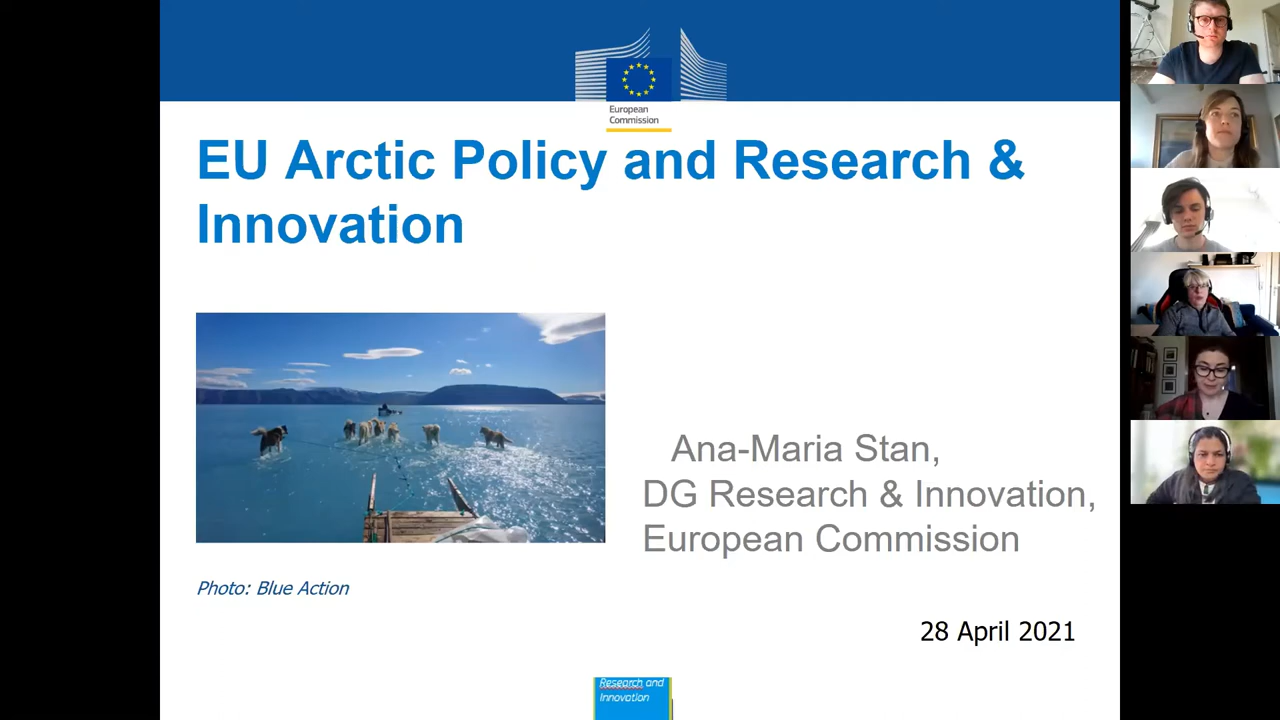 European
Commission
EU Arctic Policy and Research &
Innovation
Ana-Maria Stan,
DG Research & Innovation,
European Commission
Photo: Blue Action
28 April 2021
Research and
Innovation